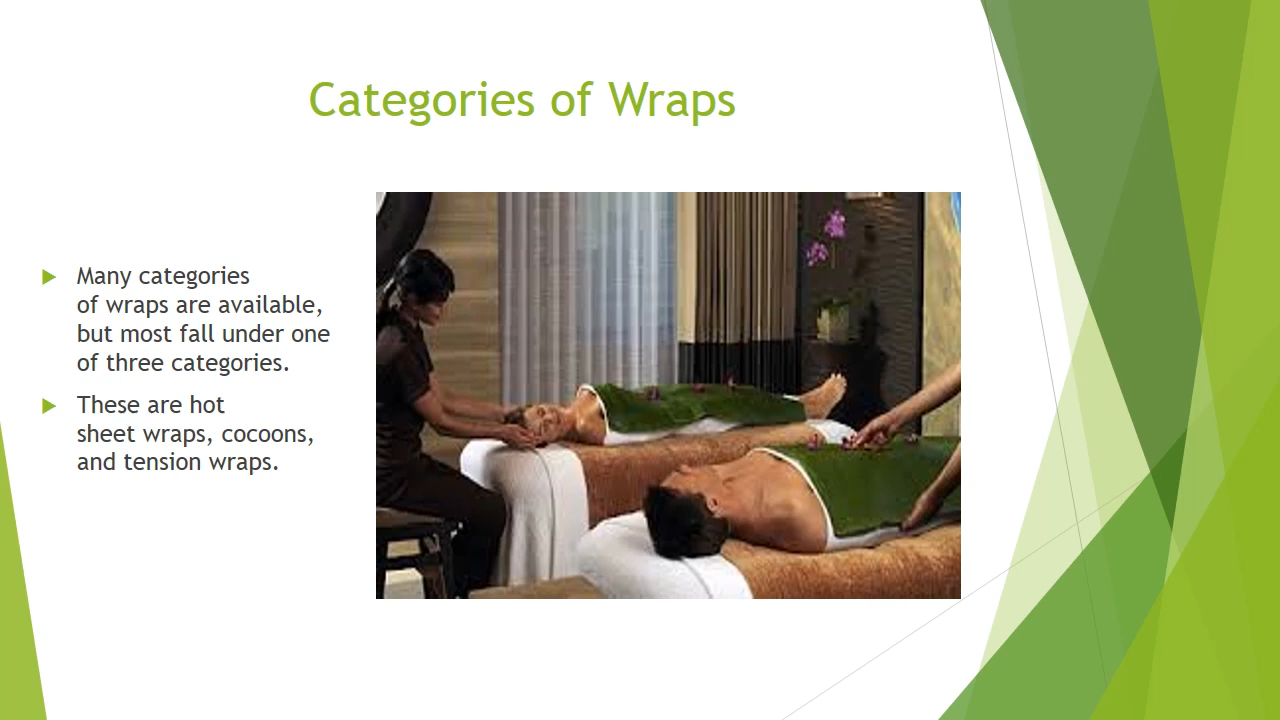 Categories of Wraps
Many categories
of wraps are available,
but most fall under one
of three categories.
These are hot
sheet wraps, cocoons,
and tension wraps.